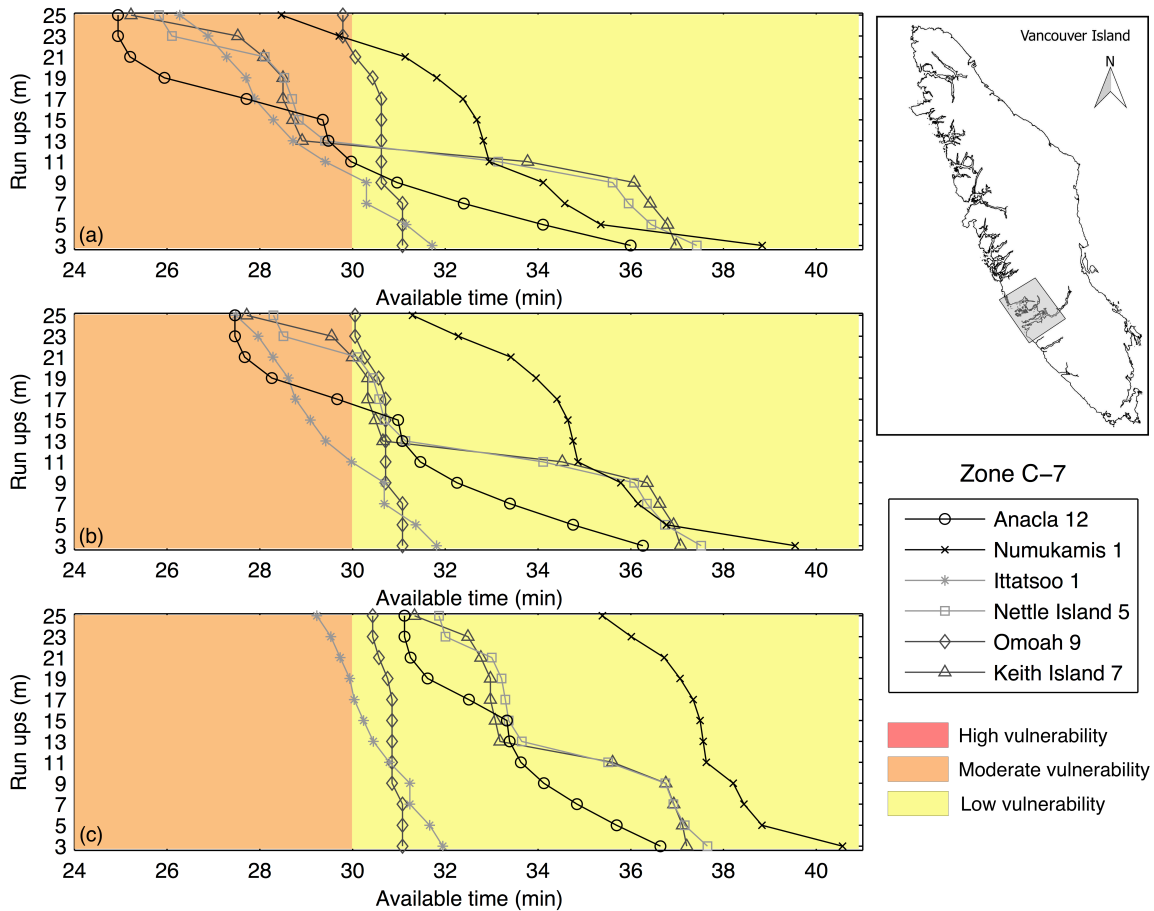 25
23
21
19
17
15
13
11
9
7
5
3
Run ups (m)
(a)
24 26 28 30 32 34 36 38 40
Available time (min)
25
23
21
19
17
15
13
11
9
7
5
3
Run ups (m)
(b)
24 26 28 30 32 34 36 38 40
Available time (min)
25
23
21
19
17
15
13
11
9
7
5
3
Run ups (m)
(c)
24 26 28 30 32 34 36 38 40
Available time (min)
Vancouver Island
N
Zone C−7
Anacla 12
Numukamis 1
Ittatsoo 1
Nettle Island 5
Omoah 9
Keith Island 7
High vulnerability
Moderate vulnerability
Low vulnerability